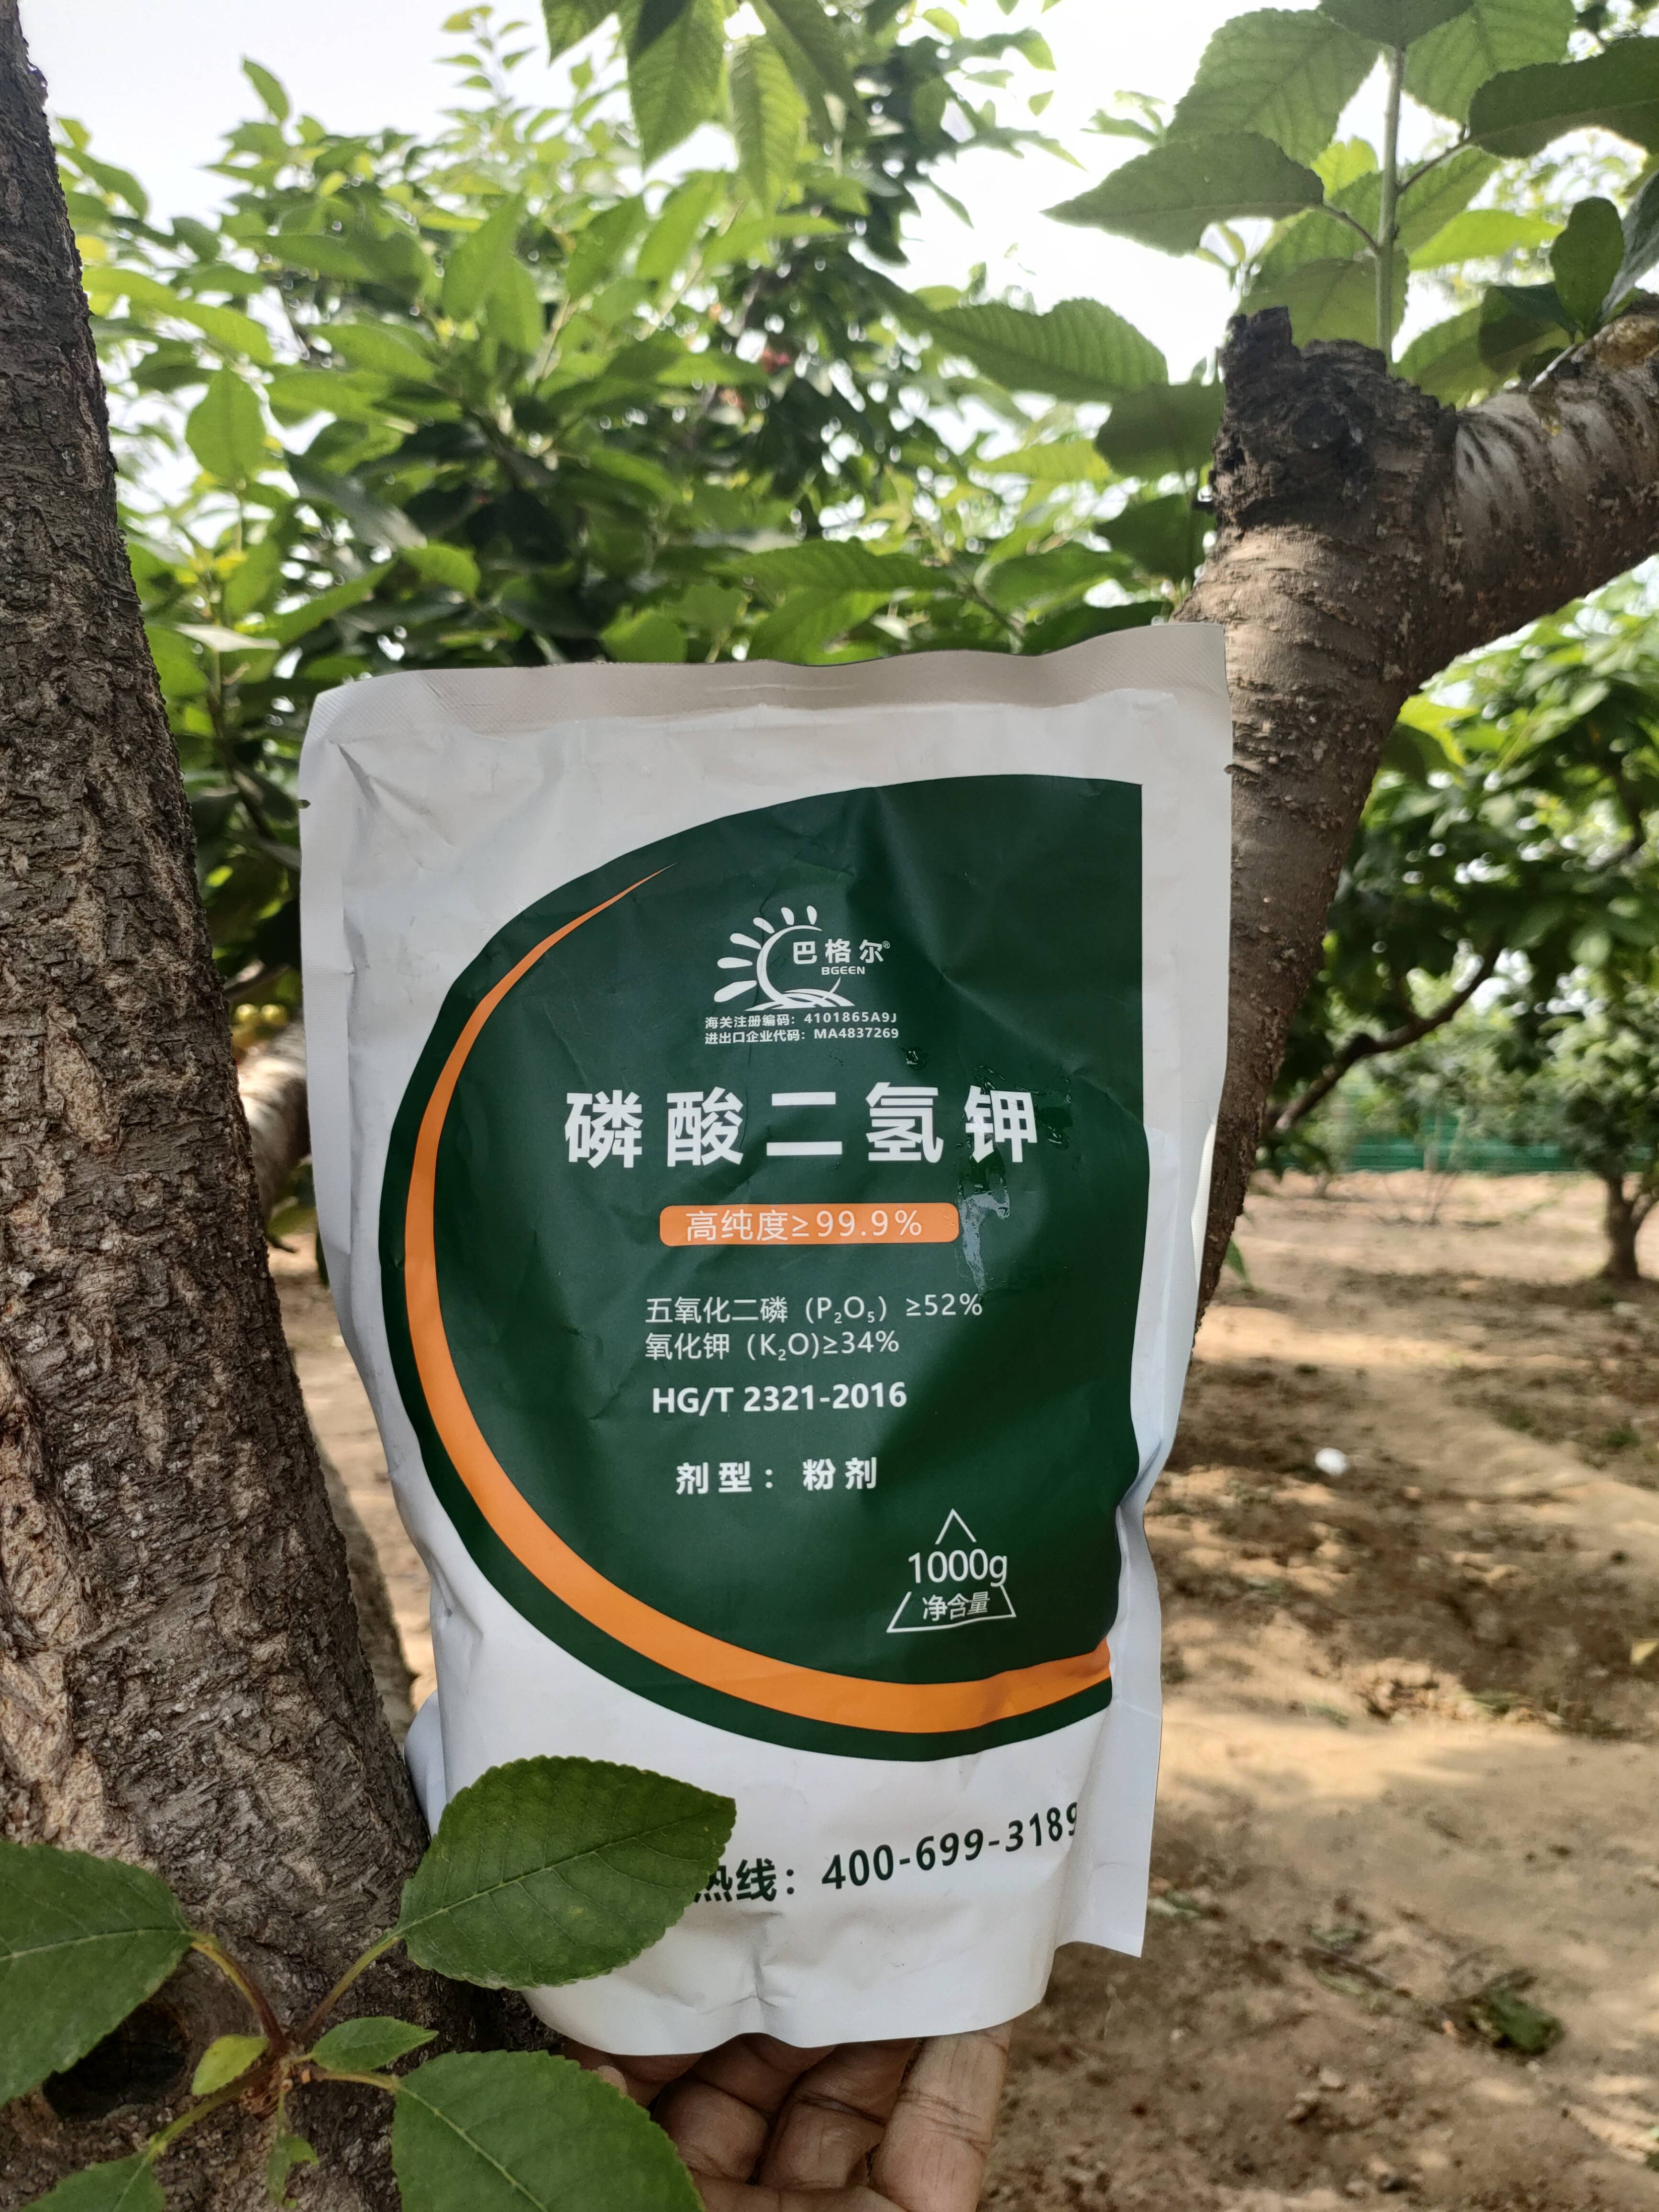 巴格尔®
BGEEN
海关注册编码：4101865A9J
进出口企业代码：MA4837269
磷酸二氢钾
高纯度≥99.9%
五氧化二磷（P₂O₅）≥52%
氧化钾（K₂O)≥34%
HG/T 2321-2016
剂型：粉剂
1000g
净含量
热线：400-699-3189